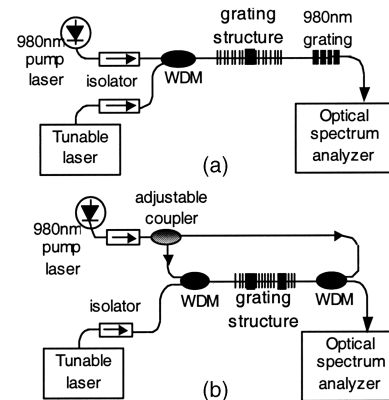 grating
structure
980nm
grating
980nm
pump
laser
isolator
WDM
Tunable
laser
Optical
spectrum
analyzer
(a)
adjustable
coupler
980nm
pump
laser
isolator
WDM
grating
structure
WDM
Tunable
laser
Optical
spectrum
analyzer
(b)